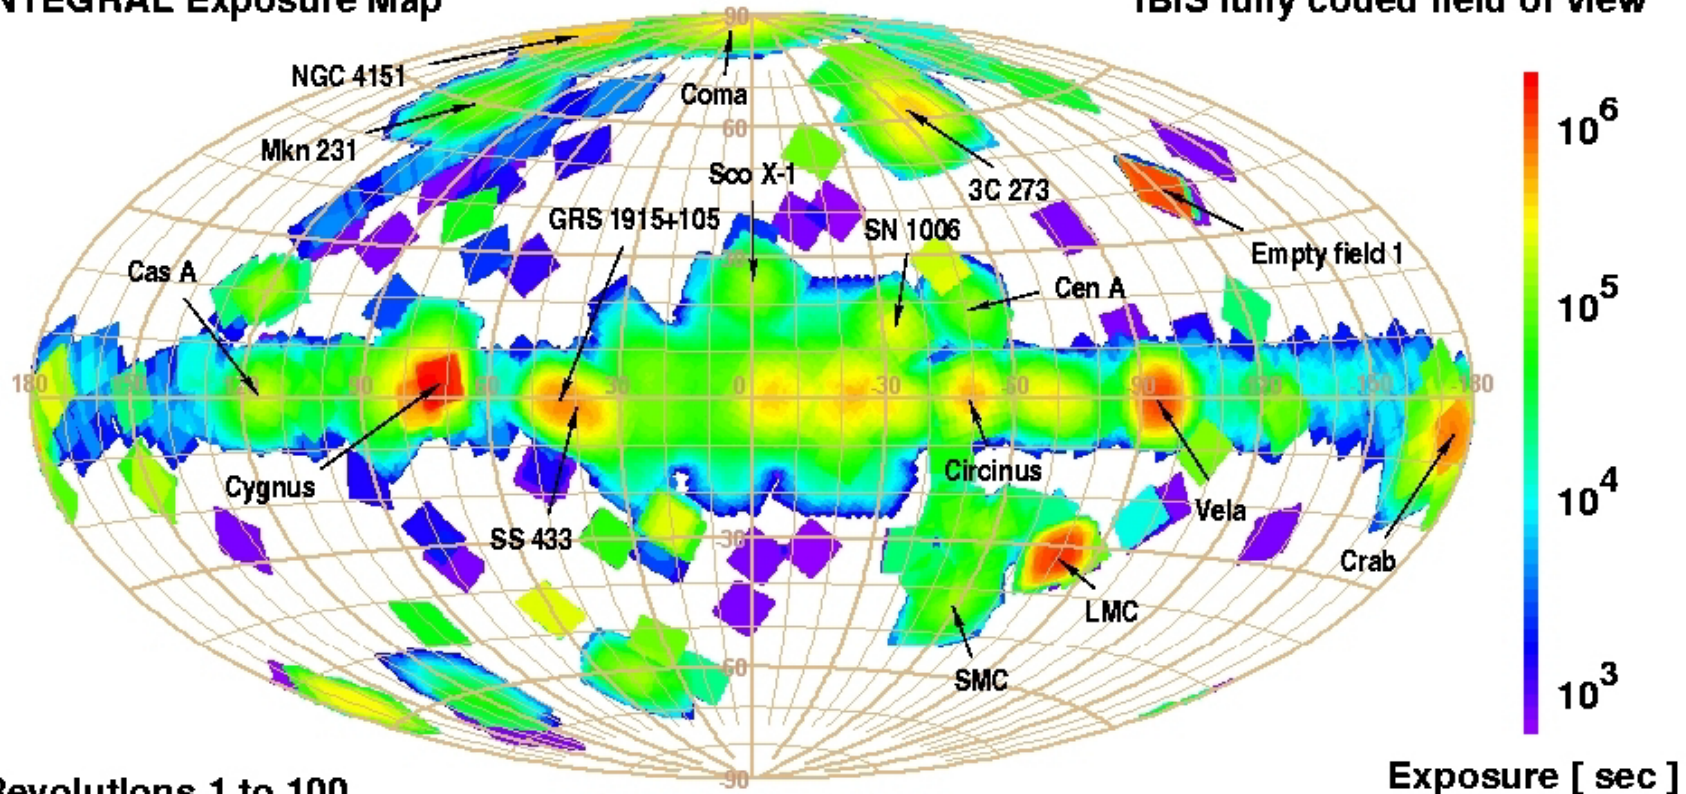 INTEGRAL Exposure Map
IBIS fully coded field of view
90
NGC 4151
Coma
10^6
60
Mkn 231
Sco X-1
3C 273
GRS 1915+105
SN 1006
Empty field 1
Cas A
Cen A
10^5
180 90 60 30 0 -30 -180
Cygnus
Circinus
10^4
Vela
SS 433
-30
Crab
LMC
-60
SMC
10^3
-90
Exposure [ sec ]
Revolutions 1 to 100